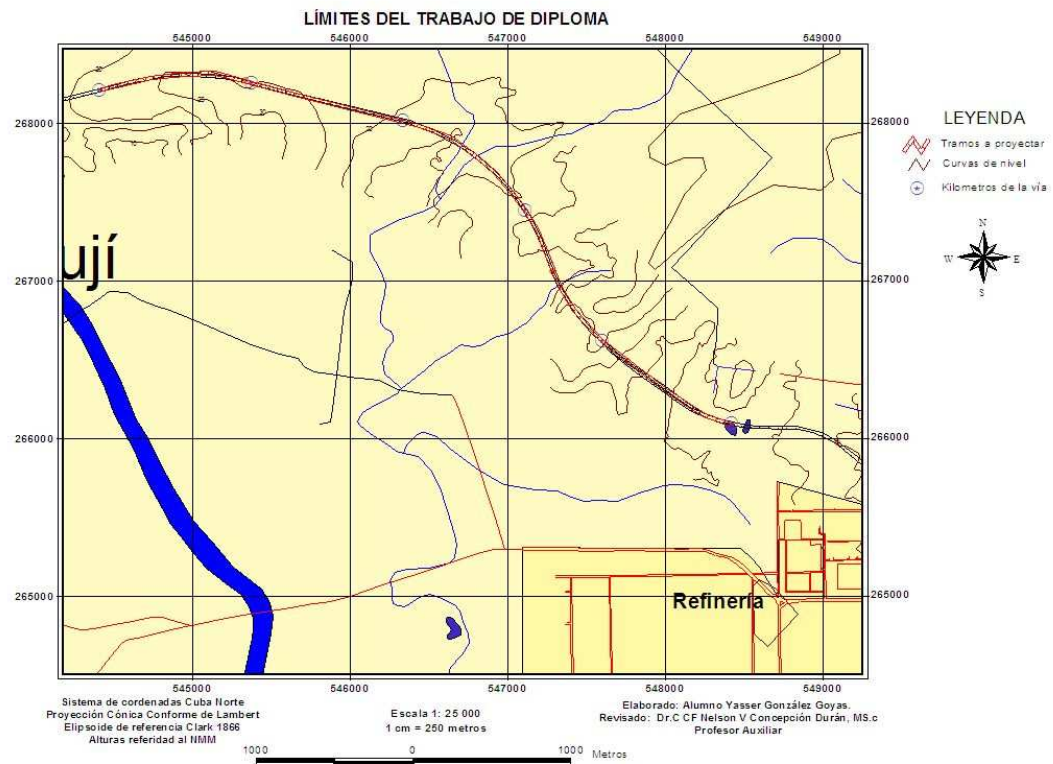 LÍMITES DEL TRABAJO DE DIPLOMA
545000 546000 547000 548000 549000
268000 268000
267000 267000
266000 266000
265000 265000
ují
Refinería
545000 546000 547000 548000 549000
LEYENDA
Tramos a proyectar
Curvas de nivel
Kilometros de la vía
N
W E
S
Sistema de cordenadas Cuba Norte
Proyección Cónica Conforme de Lambert
Elipsoide de referencia Clark 1866
Alturas referidad al NMM
Escala 1: 25 000
1 cm = 250 metros
Elaborado: Alumno Yasser González Goyas.
Revisado: Dr.C CF Nelson V Concepción Durán, MS.c
Profesor Auxiliar
1000 0 1000 Metros